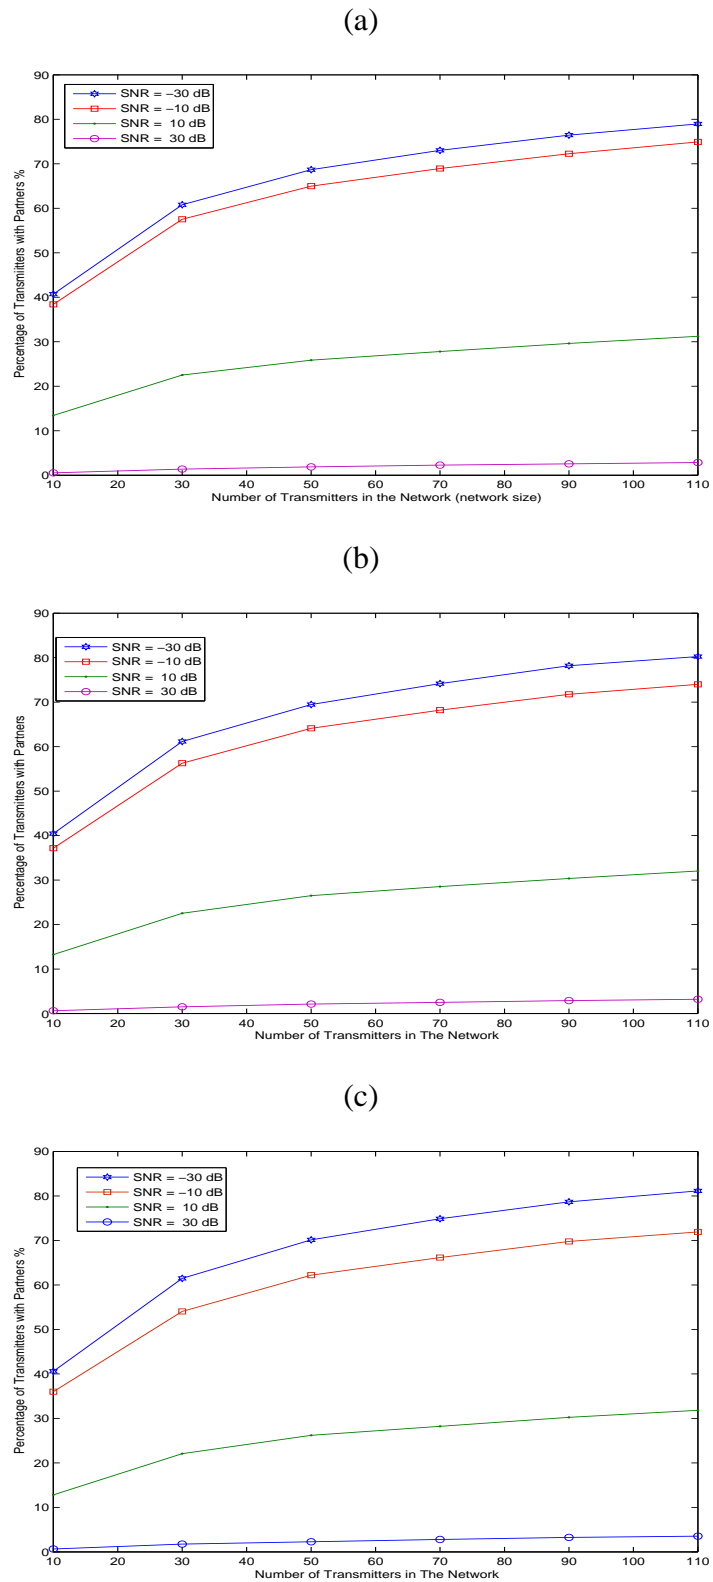 (a)
90
80
70
60
50
40
30
20
10
0
Percentage of Transmiitters with Partners %
SNR = −30 dB
SNR = −10 dB
SNR = 10 dB
SNR = 30 dB
10 20 30 40 50 60 70 80 90 100 110
Number of Transmitters in the Network (network size)
(b)
90
80
70
60
50
40
30
20
10
0
Percentage of Transmitters with Partners
SNR = −30 dB
SNR = −10 dB
SNR = 10 dB
SNR = 30 dB
10 20 30 40 50 60 70 80 90 100 110
Number of Transmitters in The Network
(c)
90
80
70
60
50
40
30
20
10
0
Percentage of Transmitters with Partners %
SNR = −30 dB
SNR = −10 dB
SNR = 10 dB
SNR = 30 dB
10 20 30 40 50 60 70 80 90 100 110
Number of Transmitters in The Network